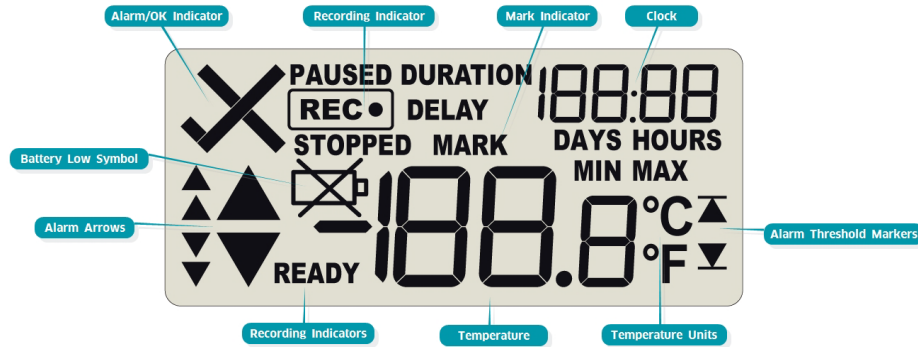 Alarm/OK Indicator
Recording Indicator
Mark Indicator
Clock
PAUSED DURATION
188:88
REC DELAY
STOPPED MARK
DAYS HOURS
MIN MAX
Battery Low Symbol
-188.8
°C
°F
Alarm Arrows
Alarm Threshold Markers
READY
Recording Indicators
Temperature
Temperature Units